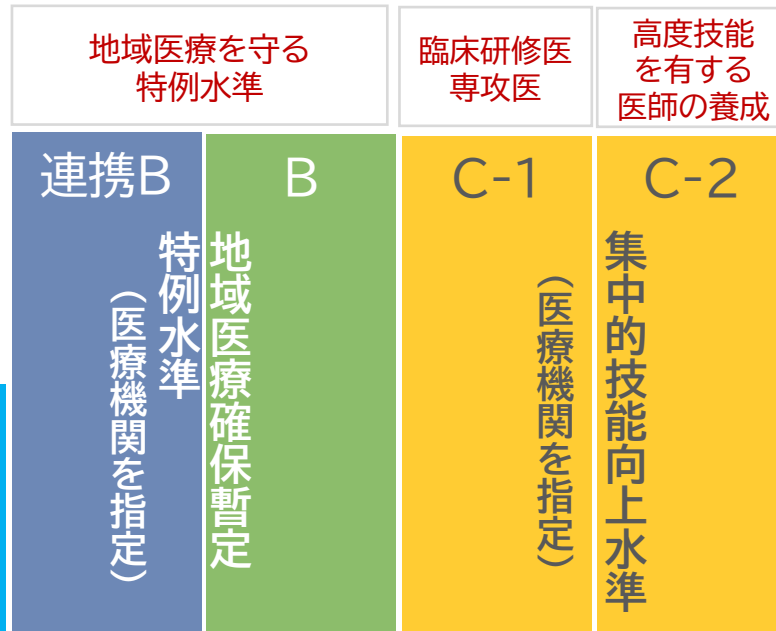 地域医療を守る
特例水準
臨床研修医
専攻医
高度技能
を有する
医師の養成
連携B
B
C-1
C-2
地域医療確保暫定
特例水準
（医療機関を指定）
集中的技能向上水準
（医療機関を指定）